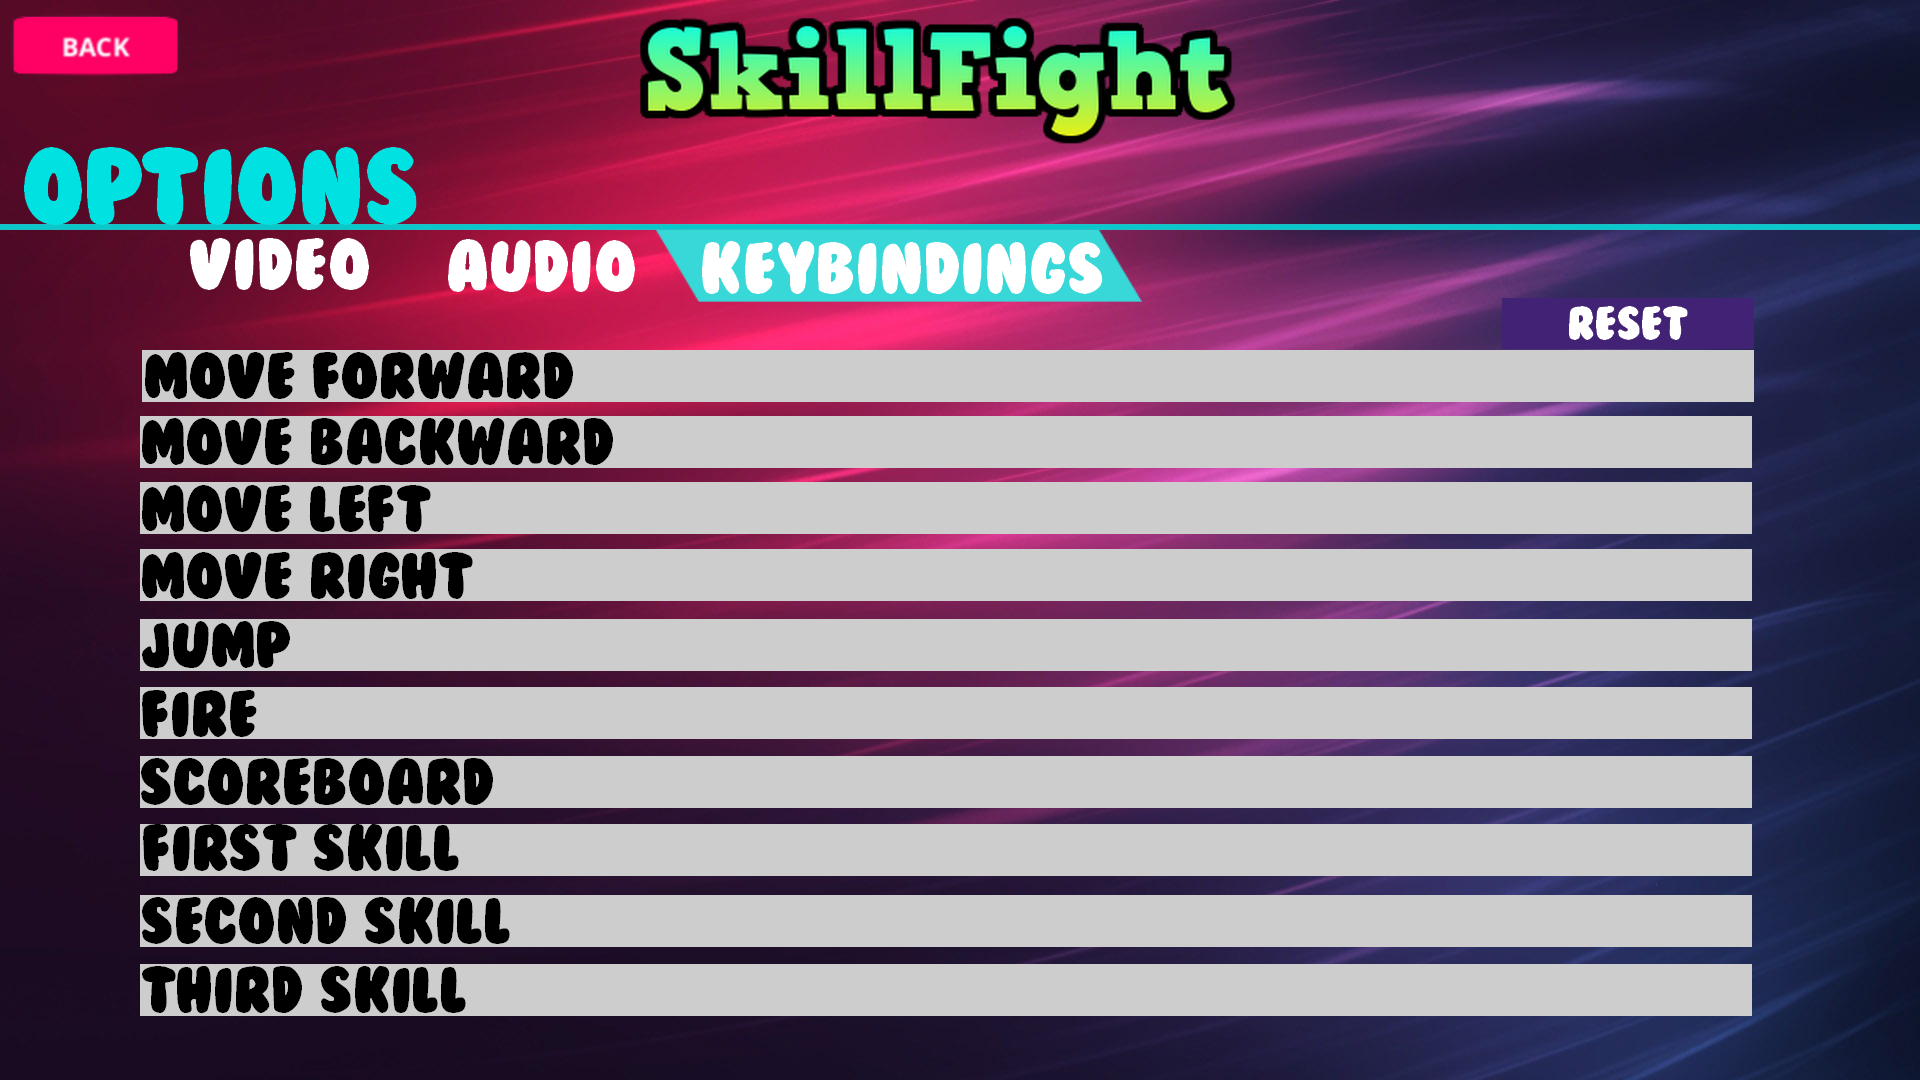 BACK
SkillFight
OPTIONS
VIDEO AUDIO KEYBINDINGS
RESET
MOVE FORWARD
MOVE BACKWARD
MOVE LEFT
MOVE RIGHT
JUMP
FIRE
SCOREBOARD
FIRST SKILL
SECOND SKILL
THIRD SKILL